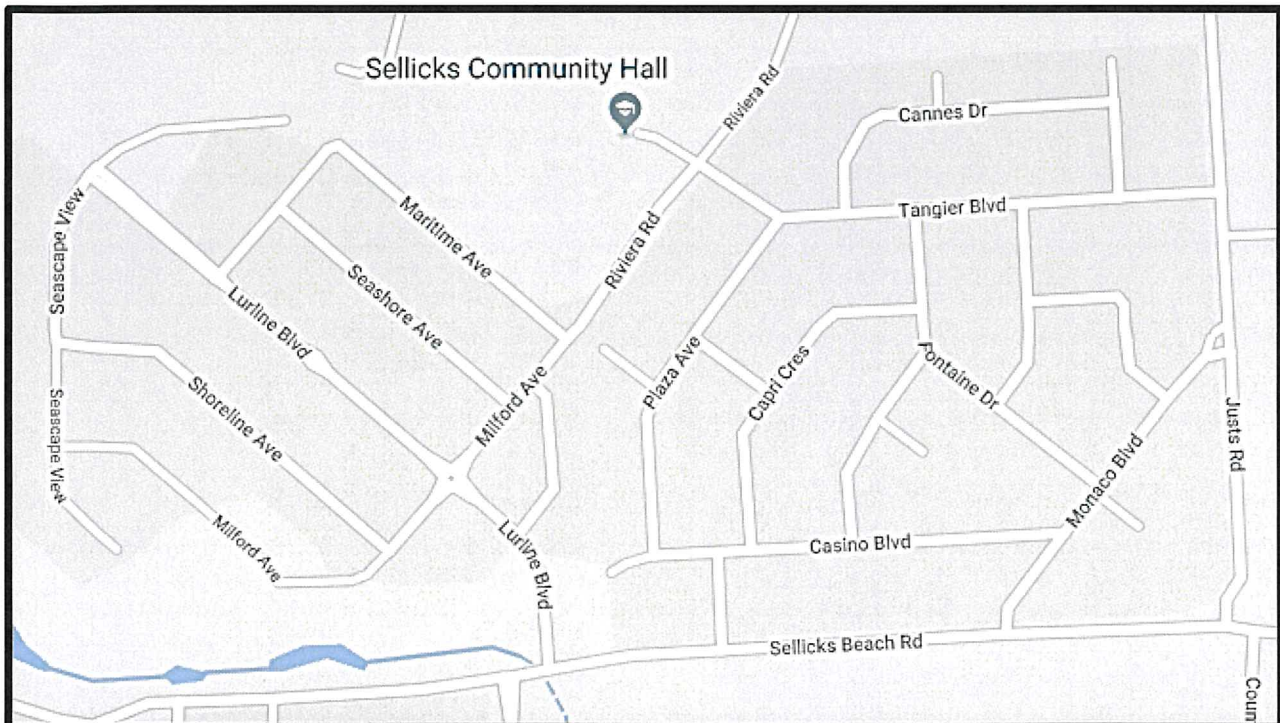 Sellicks Community Hall
Riviera Rd
Cannes Dr
Seascape View
Maritime Ave
Riviera Rd
Tangier Blvd
Seashore Ave
Lurline Blvd
Plaza Ave
Capri Cres
Fontaine Dr
Milford Ave
Shoreline Ave
Seascape View
Justs Rd
Monaco Blvd
Milford Ave
Lurline Blvd
Casino Blvd
Sellicks Beach Rd
Coun